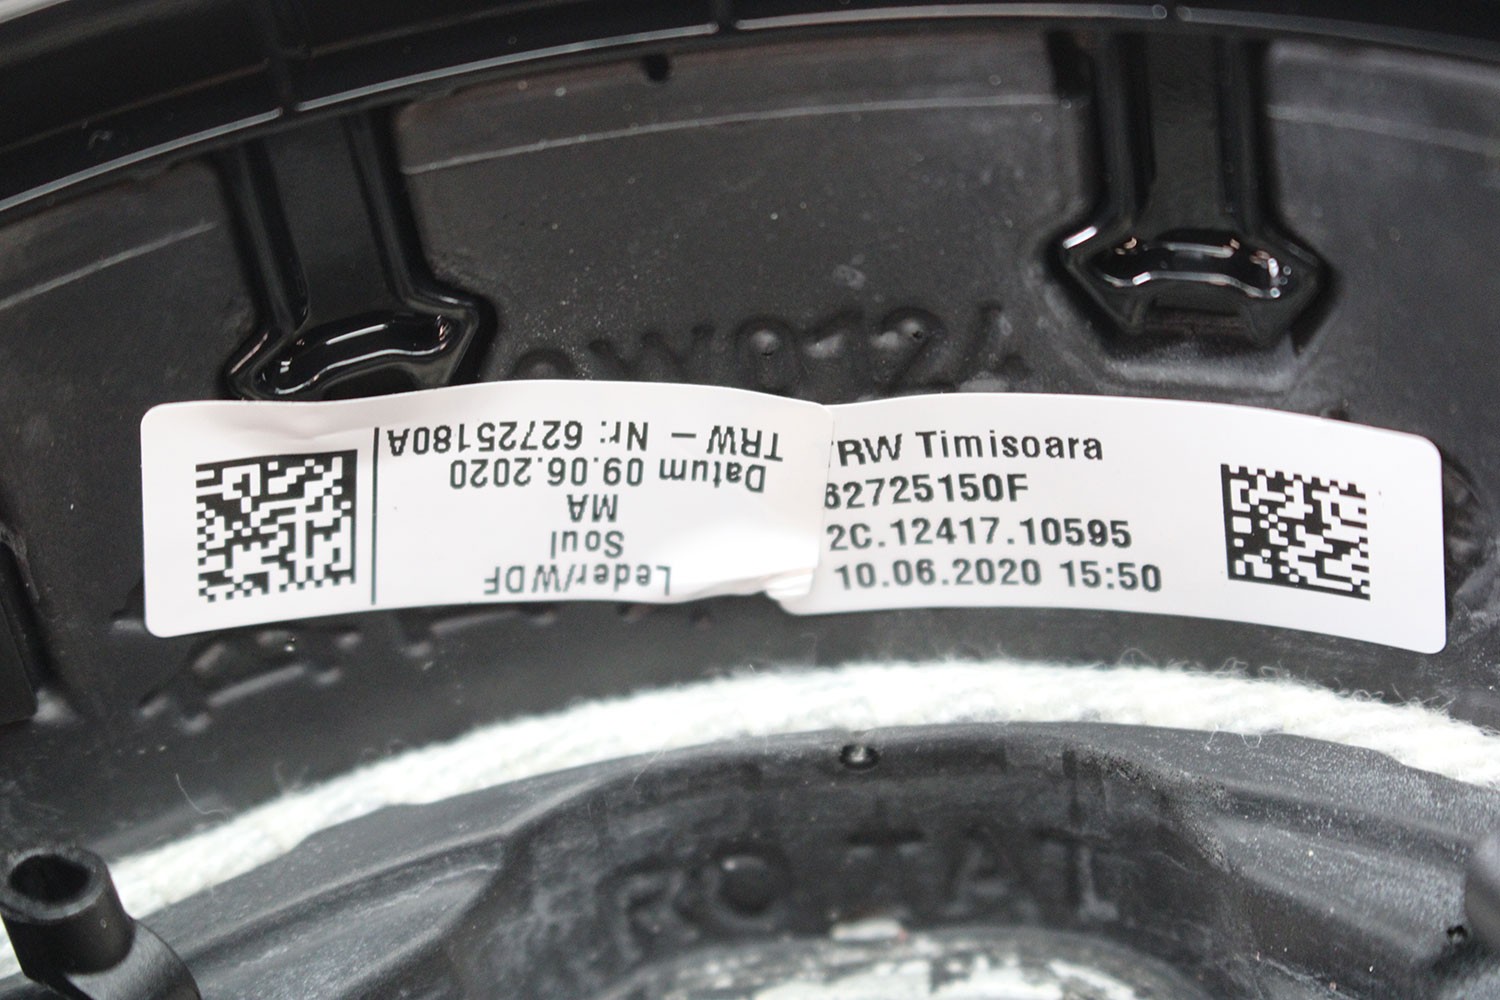 TRW – Nr: 62725180A
Datum 09.06.2020
MA
Soul
Leder/WDF
TRW Timisoara
62725150F
2C.12417.10595
10.06.2020 15:50